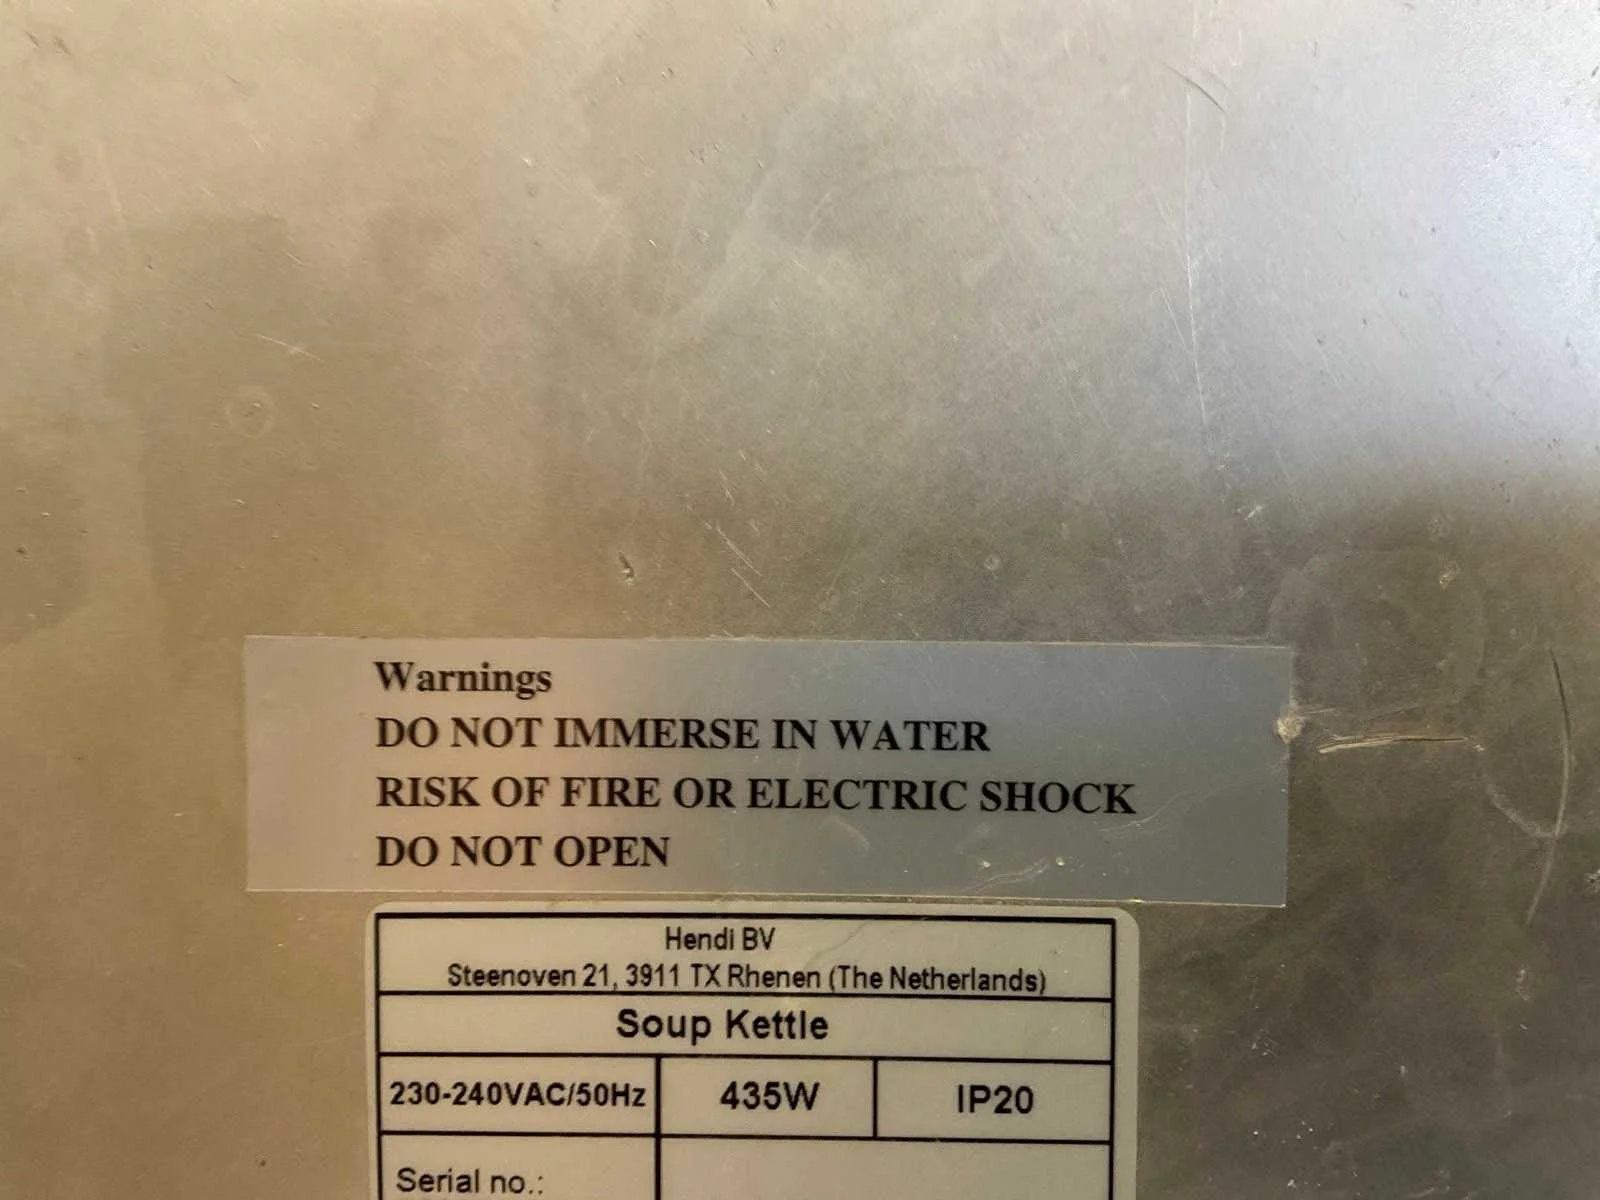 Warnings
DO NOT IMMERSE IN WATER
RISK OF FIRE OR ELECTRIC SHOCK
DO NOT OPEN
Hendi BV
Steenoven 21, 3911 TX Rhenen (The Netherlands)
Soup Kettle
230-240VAC/50Hz 435W IP20
Serial no.: